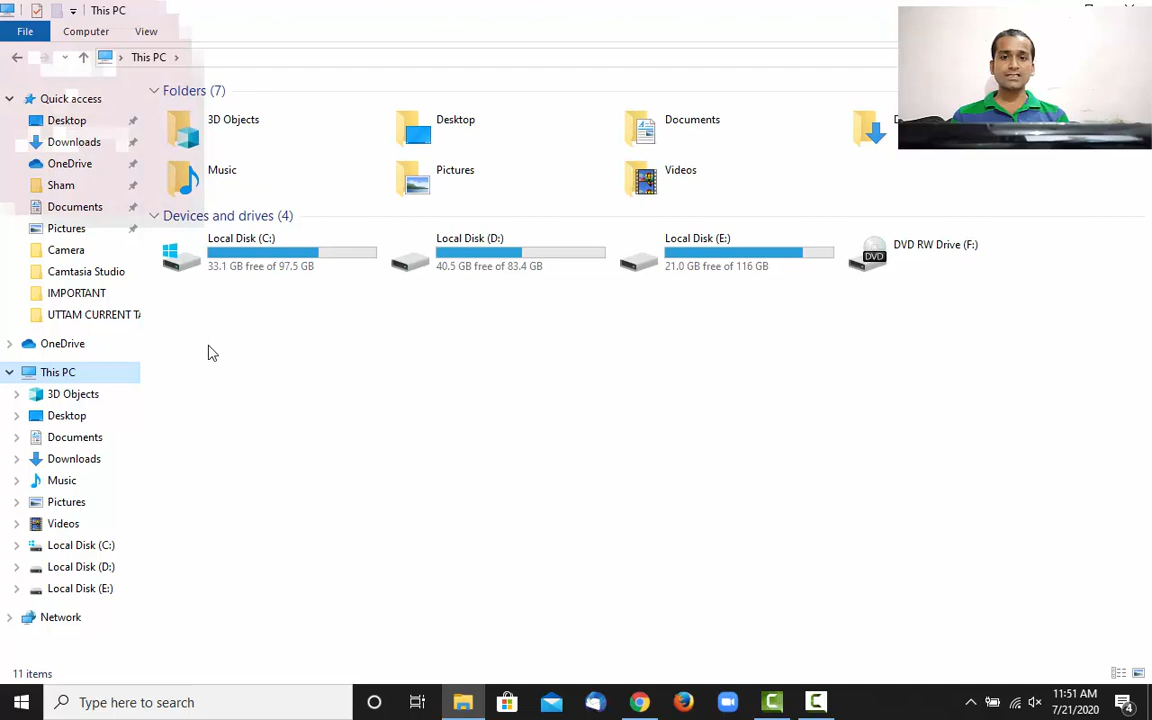 This PC
File Computer View
This PC
Quick access
Desktop
Downloads
OneDrive
Sham
Documents
Pictures
Camera
Camtasia Studio
IMPORTANT
UTTAM CURRENT
OneDrive
This PC
3D Objects
Desktop
Documents
Downloads
Music
Pictures
Videos
Local Disk (C:)
Local Disk (D:)
Local Disk (E:)
Network
Folders (7)
3D Objects
Desktop
Documents
Music
Pictures
Videos
Devices and drives (4)
Local Disk (C:)
33.1 GB free of 97.5 GB
Local Disk (D:)
40.5 GB free of 83.4 GB
Local Disk (E:)
21.0 GB free of 116 GB
DVD RW Drive (F:)
DVD
11 items
Type here to search
11:51 AM
7/21/2020
4